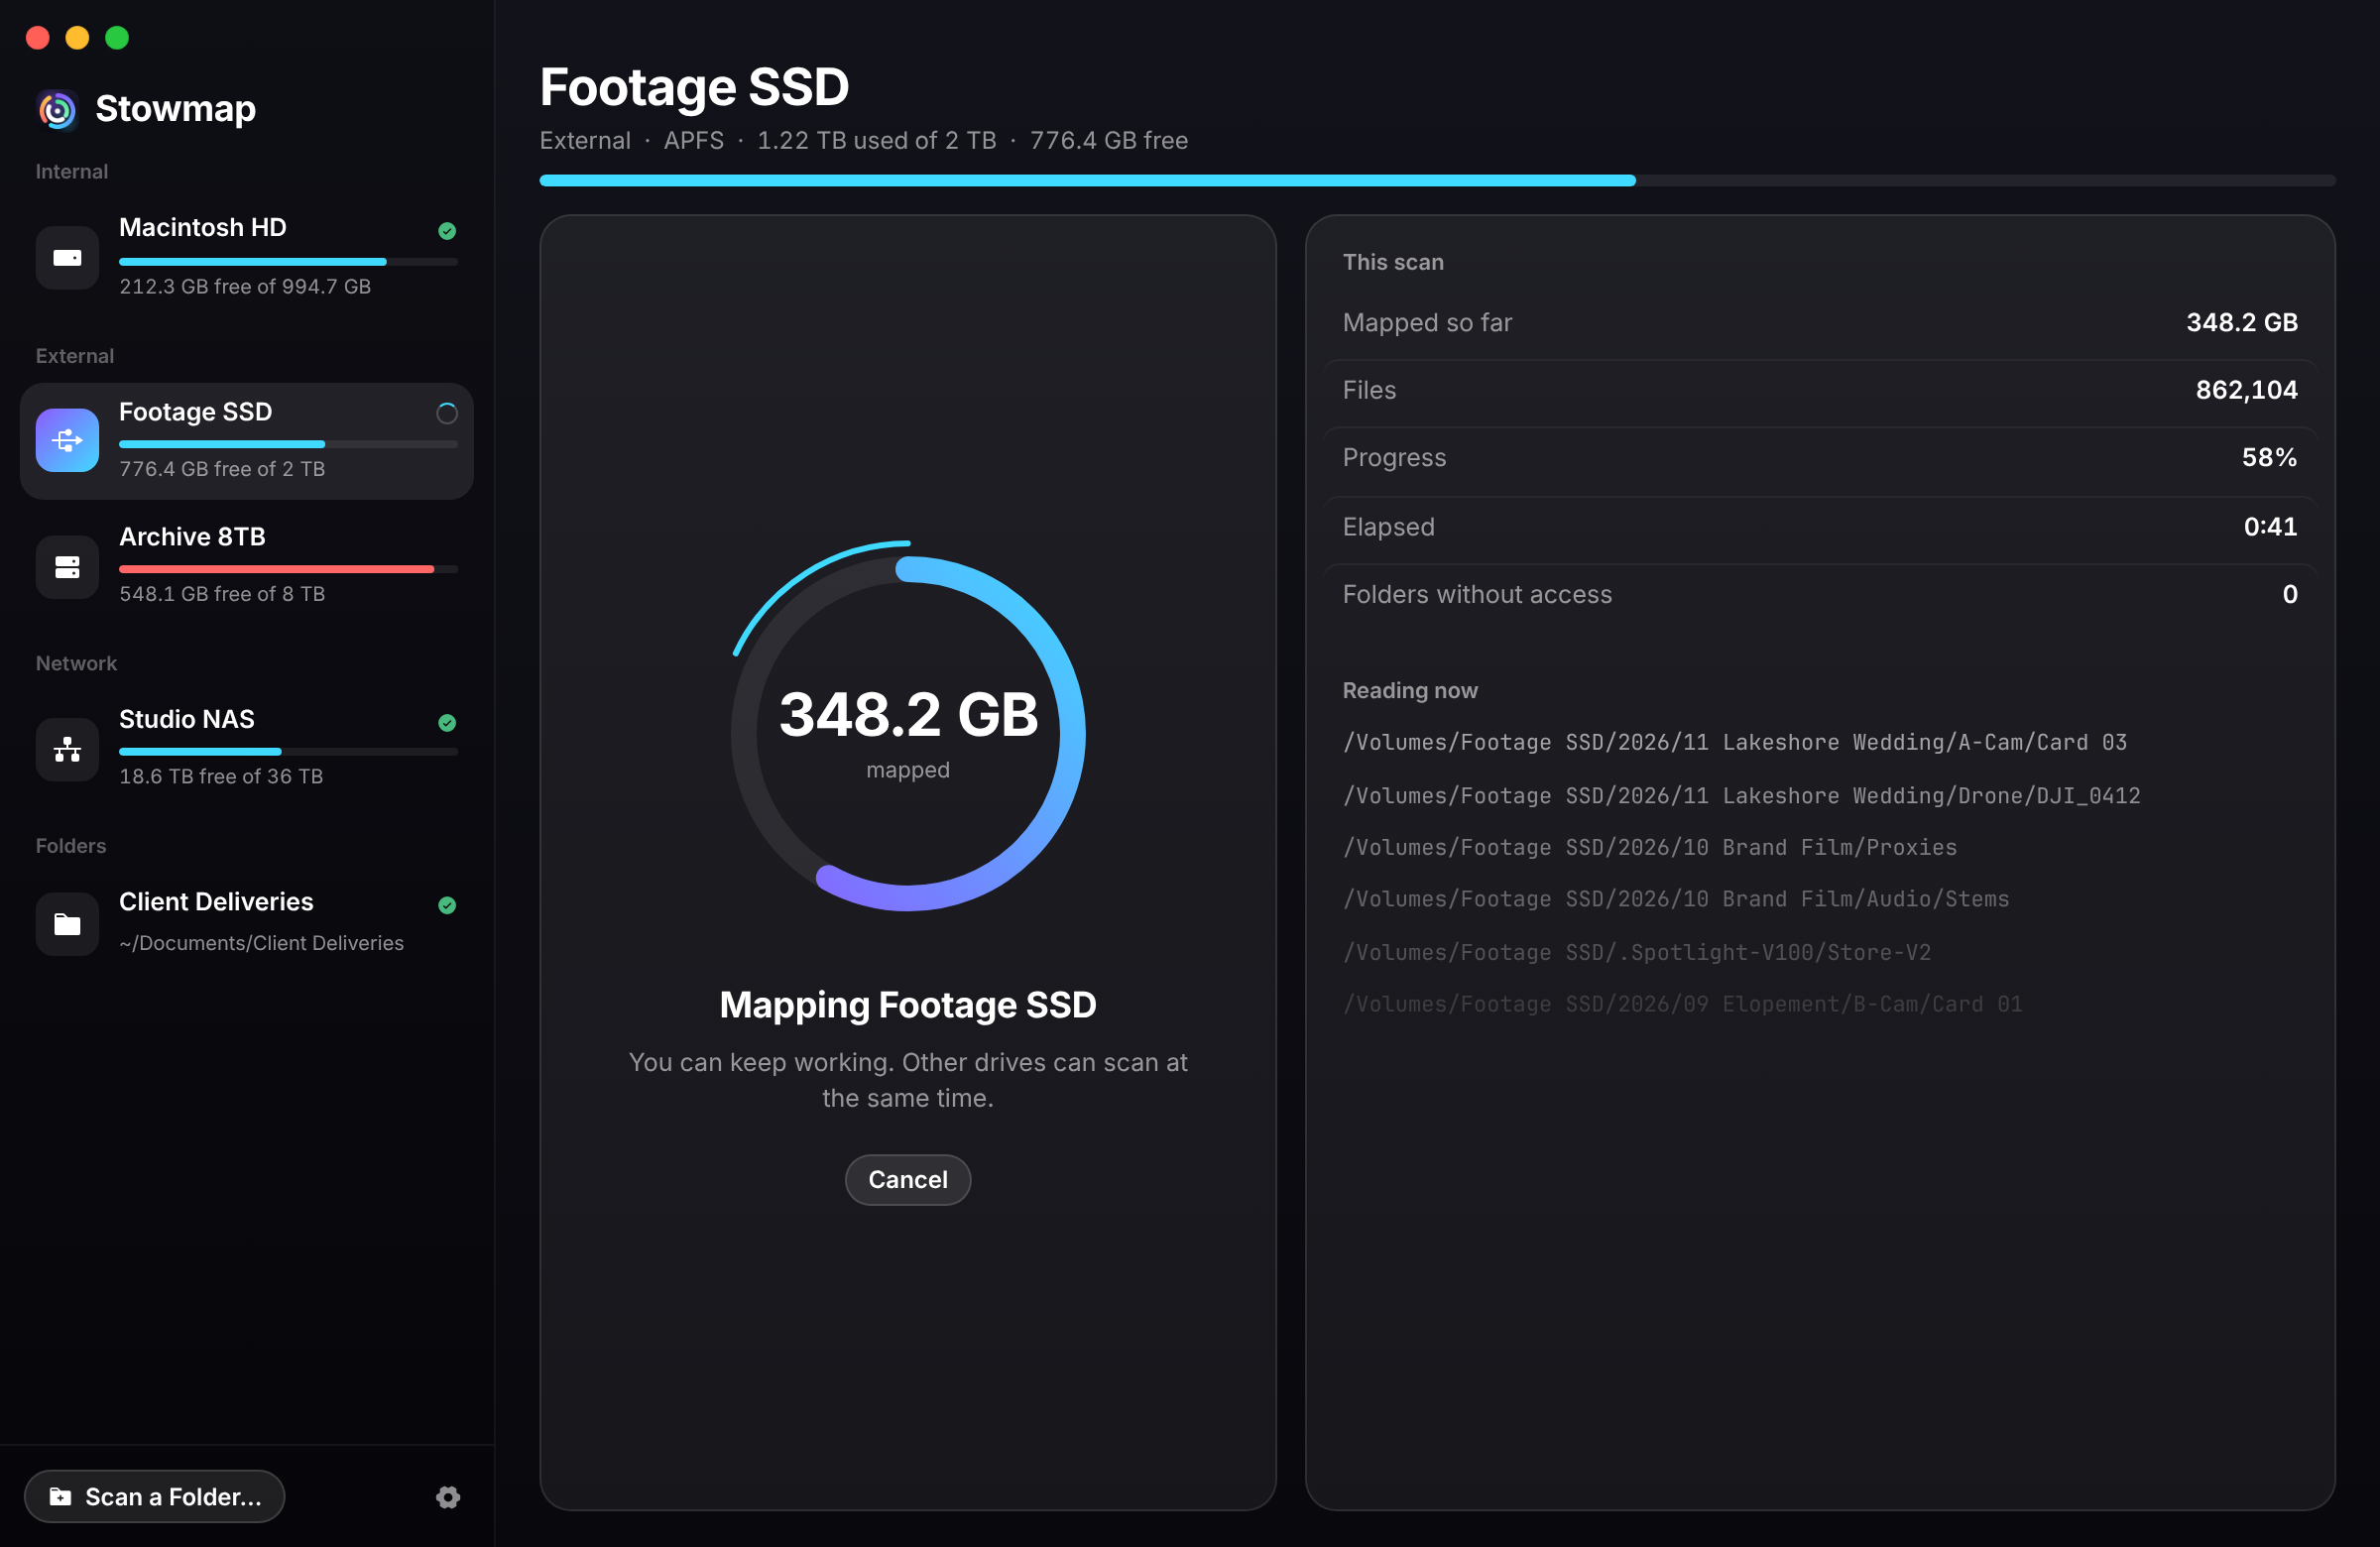 Stowmap
Internal
Macintosh HD
212.3 GB free of 994.7 GB
External
Footage SSD
776.4 GB free of 2 TB
Archive 8TB
548.1 GB free of 8 TB
Network
Studio NAS
18.6 TB free of 36 TB
Folders
Client Deliveries
~/Documents/Client Deliveries
Scan a Folder...
Footage SSD
External · APFS · 1.22 TB used of 2 TB · 776.4 GB free
348.2 GB
mapped
Mapping Footage SSD
You can keep working. Other drives can scan at
the same time.
Cancel
This scan
Mapped so far 348.2 GB
Files 862,104
Progress 58%
Elapsed 0:41
Folders without access 0
Reading now
/Volumes/Footage SSD/2026/11 Lakeshore Wedding/A-Cam/Card 03
/Volumes/Footage SSD/2026/11 Lakeshore Wedding/Drone/DJI_0412
/Volumes/Footage SSD/2026/10 Brand Film/Proxies
/Volumes/Footage SSD/2026/10 Brand Film/Audio/Stems
/Volumes/Footage SSD/.Spotlight-V100/Store-V2
/Volumes/Footage SSD/2026/09 Elopement/B-Cam/Card 01